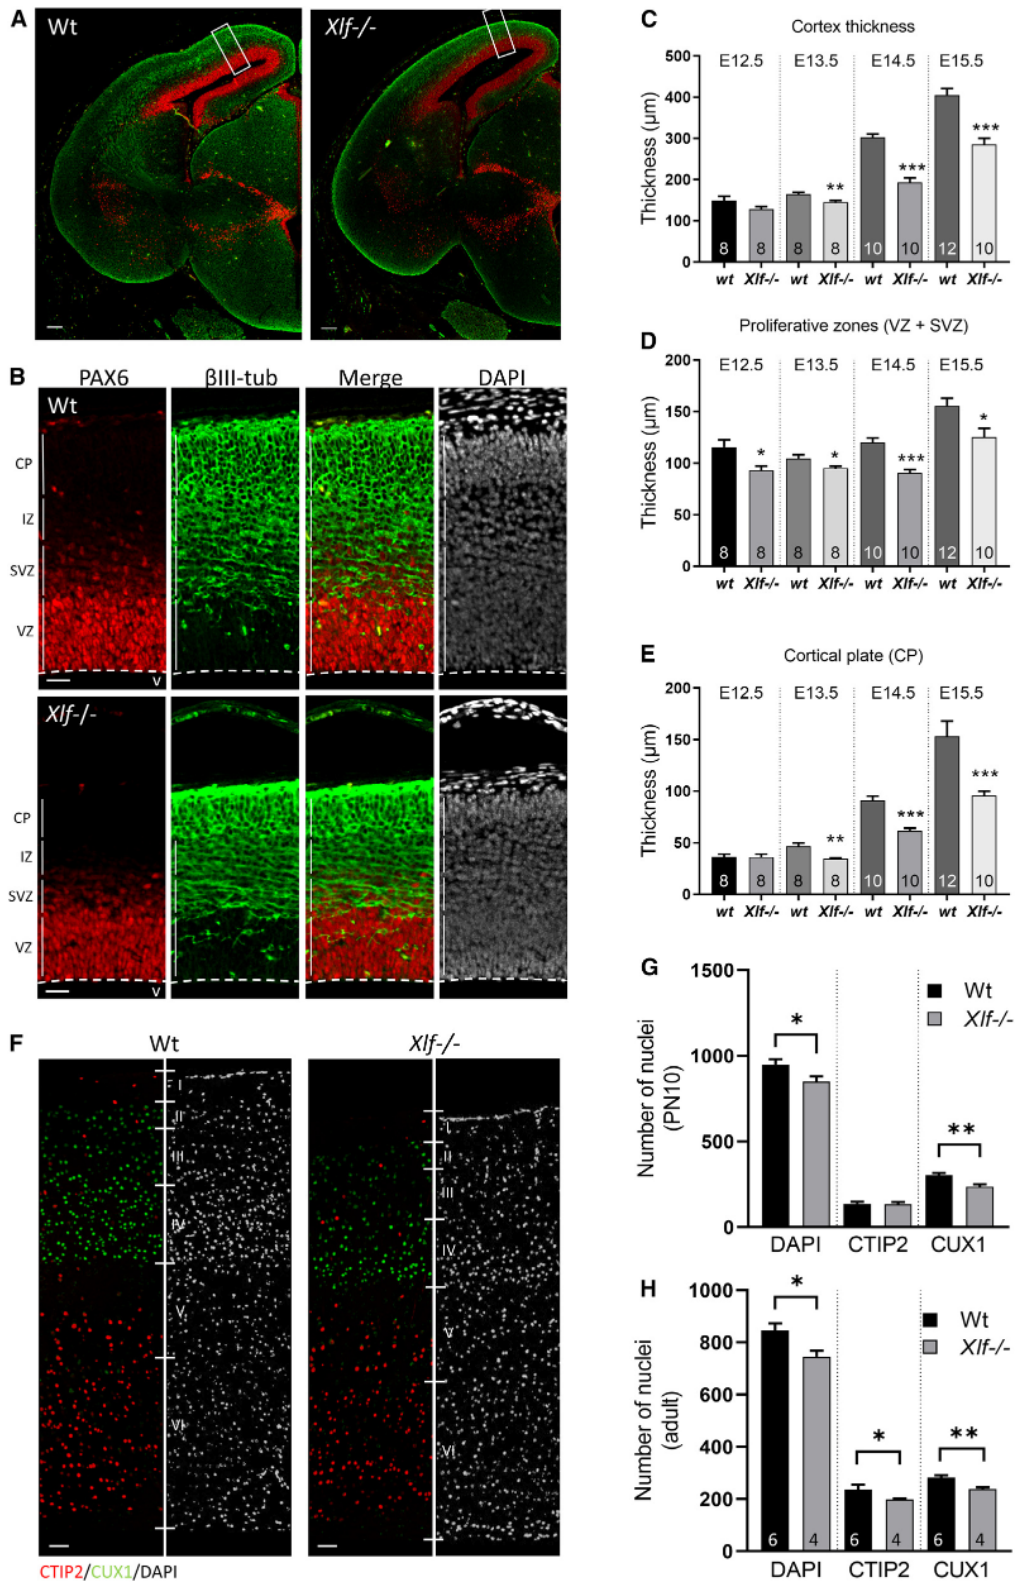 A
Wt
Xlf-/-
B
PAX6
βIII-tub
Merge
DAPI
Wt
CP
IZ
SVZ
VZ
v
Xlf-/-
CP
IZ
SVZ
VZ
v
C
Cortex thickness
E12.5 E13.5 E14.5 E15.5
Thickness (μm)
500
400
300
200
100
0
** *** ***
8 8 8 8 10 10 12 10
wt Xlf-/- wt Xlf-/- wt Xlf-/- wt Xlf-/-
D
Proliferative zones (VZ + SVZ)
E12.5 E13.5 E14.5 E15.5
Thickness (μm)
200
150
100
50
0
* * *** *
8 8 8 8 10 10 12 10
wt Xlf-/- wt Xlf-/- wt Xlf-/- wt Xlf-/-
E
Cortical plate (CP)
E12.5 E13.5 E14.5 E15.5
Thickness (μm)
200
150
100
50
0
** *** ***
8 8 8 8 10 10 12 10
wt Xlf-/- wt Xlf-/- wt Xlf-/- wt Xlf-/-
F
Wt
Xlf-/-
I
II
III
IV
V
VI
I
II
III
IV
V
VI
CTIP2/CUX1/DAPI
G
Number of nuclei
(PN10)
1500
1000
500
0
Wt
Xlf-/-
* **
DAPI CTIP2 CUX1
H
Number of nuclei
(adult)
1000
800
600
400
200
0
Wt
Xlf-/-
* * **
6 4 6 4 6 4
DAPI CTIP2 CUX1